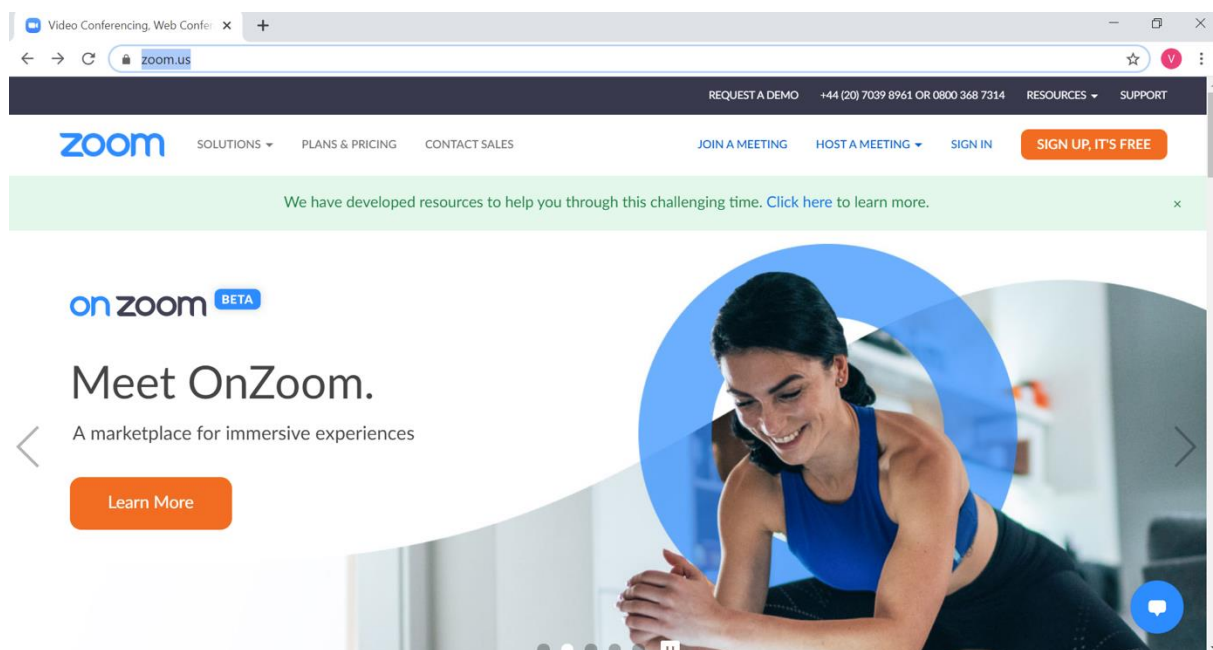 Video Conferencing, Web Confer
zoom.us
V
REQUEST A DEMO +44 (20) 7039 8961 OR 0800 368 7314 RESOURCES SUPPORT
zoom SOLUTIONS PLANS & PRICING CONTACT SALES JOIN A MEETING HOST A MEETING SIGN IN SIGN UP, IT'S FREE
We have developed resources to help you through this challenging time. Click here to learn more.
on zoom BETA
Meet OnZoom.
A marketplace for immersive experiences
Learn More